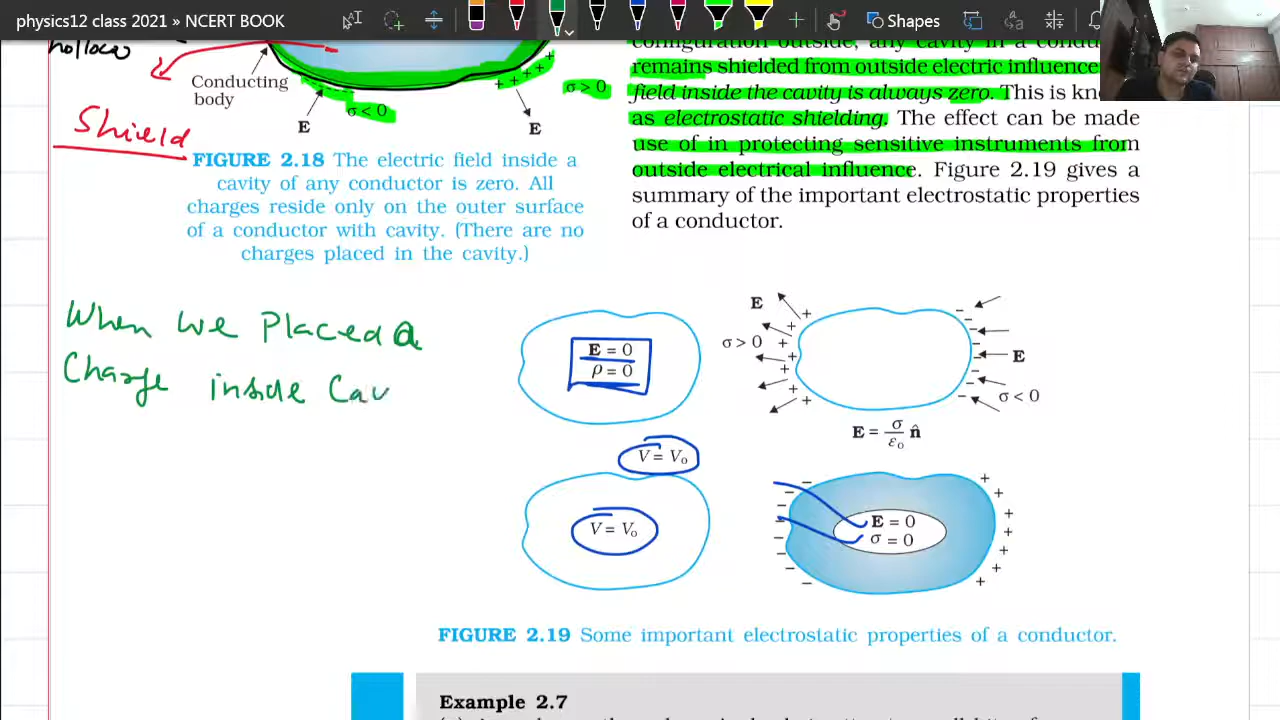 physics12 class 2021 » NCERT BOOK
Shapes
hollow
Conducting
body
σ < 0
σ > 0
E
E
Shield
FIGURE 2.18 The electric field inside a
cavity of any conductor is zero. All
charges reside only on the outer surface
of a conductor with cavity. (There are no
charges placed in the cavity.)
configuration outside, any cavity in a
remains shielded from outside electric influence
field inside the cavity is always zero. This is
as electrostatic shielding. The effect can be made
use of in protecting sensitive instruments from
outside electrical influence. Figure 2.19 gives a
summary of the important electrostatic properties
of a conductor.
When we Placed a
Charge inside Cav
E = 0
ρ = 0
E
σ > 0
E
σ < 0
E = σ/ε₀ n̂
V = V₀
V = V₀
E = 0
σ = 0
FIGURE 2.19 Some important electrostatic properties of a conductor.
Example 2.7